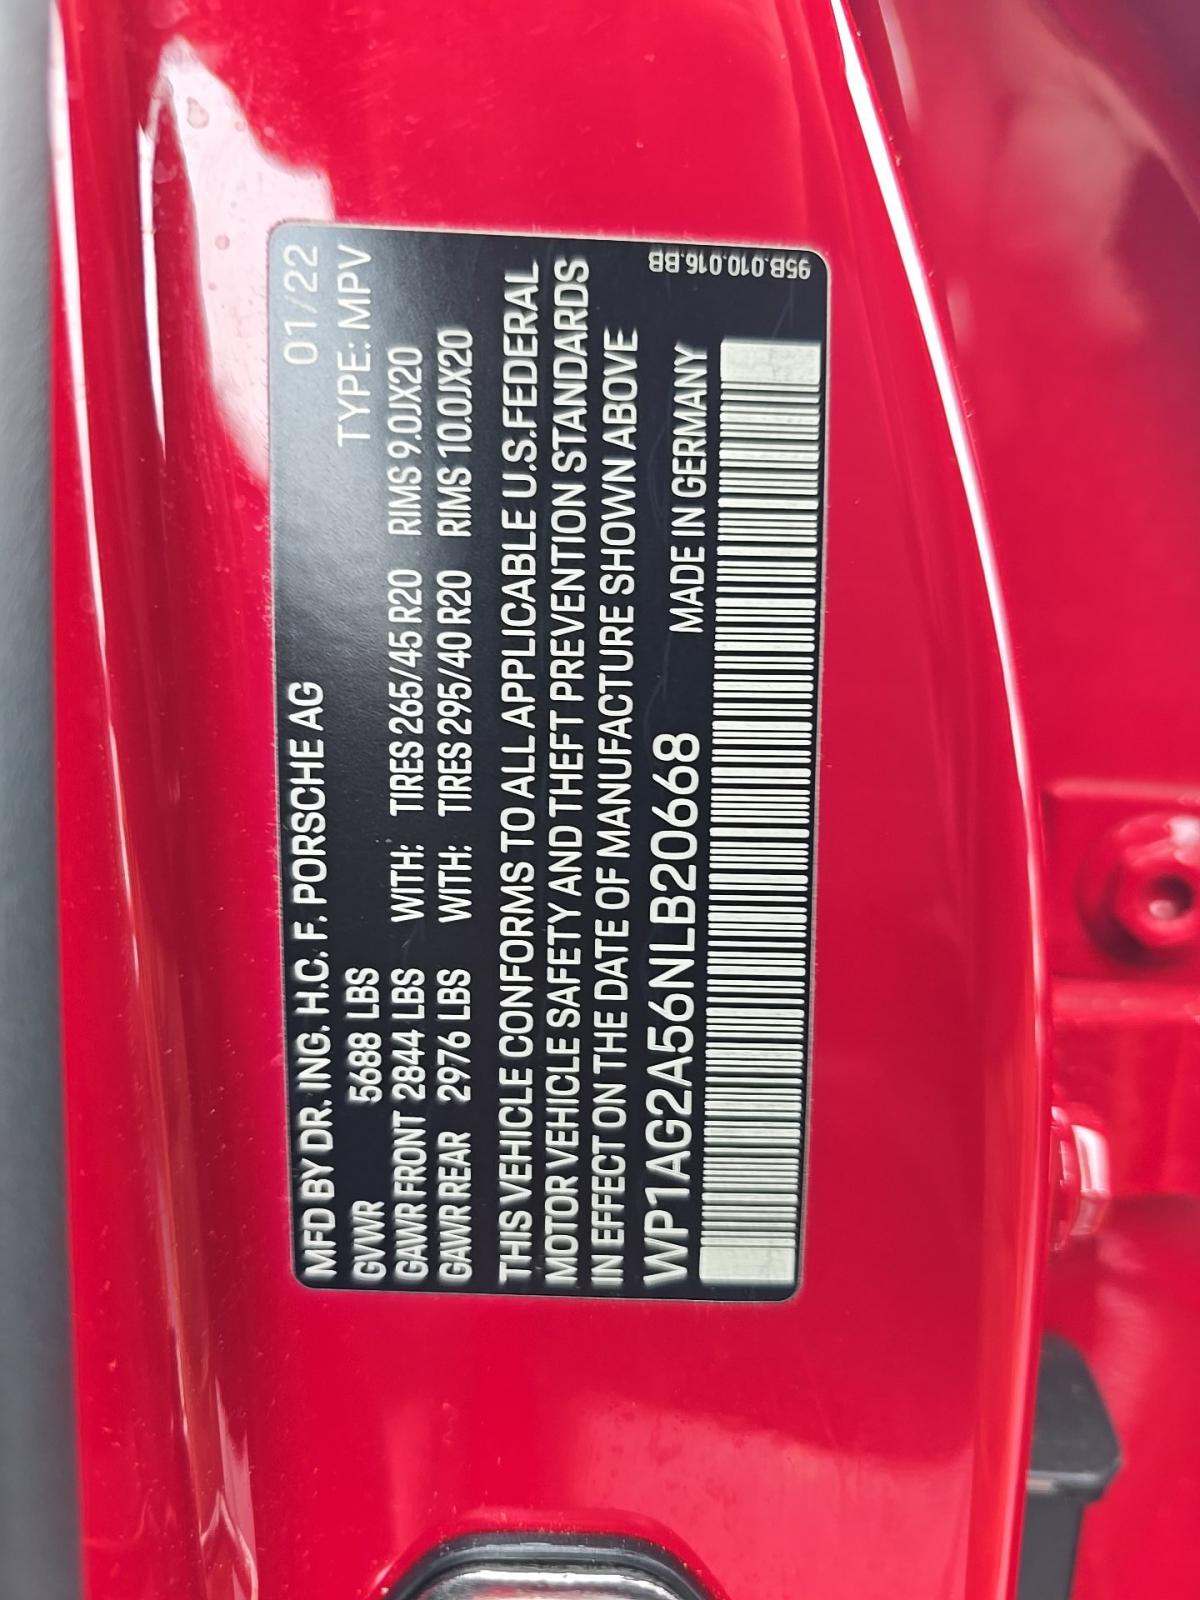 MFD BY DR. ING. H.C. F. PORSCHE AG 01/22
GVWR 5688 LBS TYPE: MPV
GAWR FRONT 2844 LBS WITH: TIRES 265/45 R20 RIMS 9.0JX20
GAWR REAR 2976 LBS WITH: TIRES 295/40 R20 RIMS 10.0JX20
THIS VEHICLE CONFORMS TO ALL APPLICABLE U.S.FEDERAL
MOTOR VEHICLE SAFETY AND THEFT PREVENTION STANDARDS
IN EFFECT ON THE DATE OF MANUFACTURE SHOWN ABOVE
WP1AG2A56NLB20668 MADE IN GERMANY
95B.010.016.BB